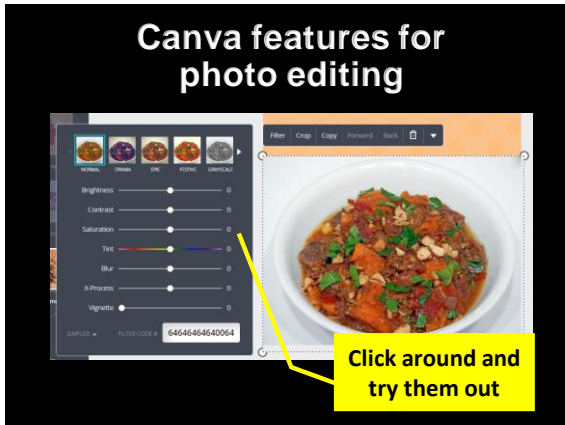 Canva features for
photo editing
Filter Crop Copy Forward Back
NORMAL DRAMA EPIC FESTIVE GRAYSCALE
Brightness 0
Contrast 0
Saturation 0
Tint 0
Blur 0
X-Process 0
Vignette 0
SIMPLER FILTER CODE # 64646464640064
Click around and
try them out